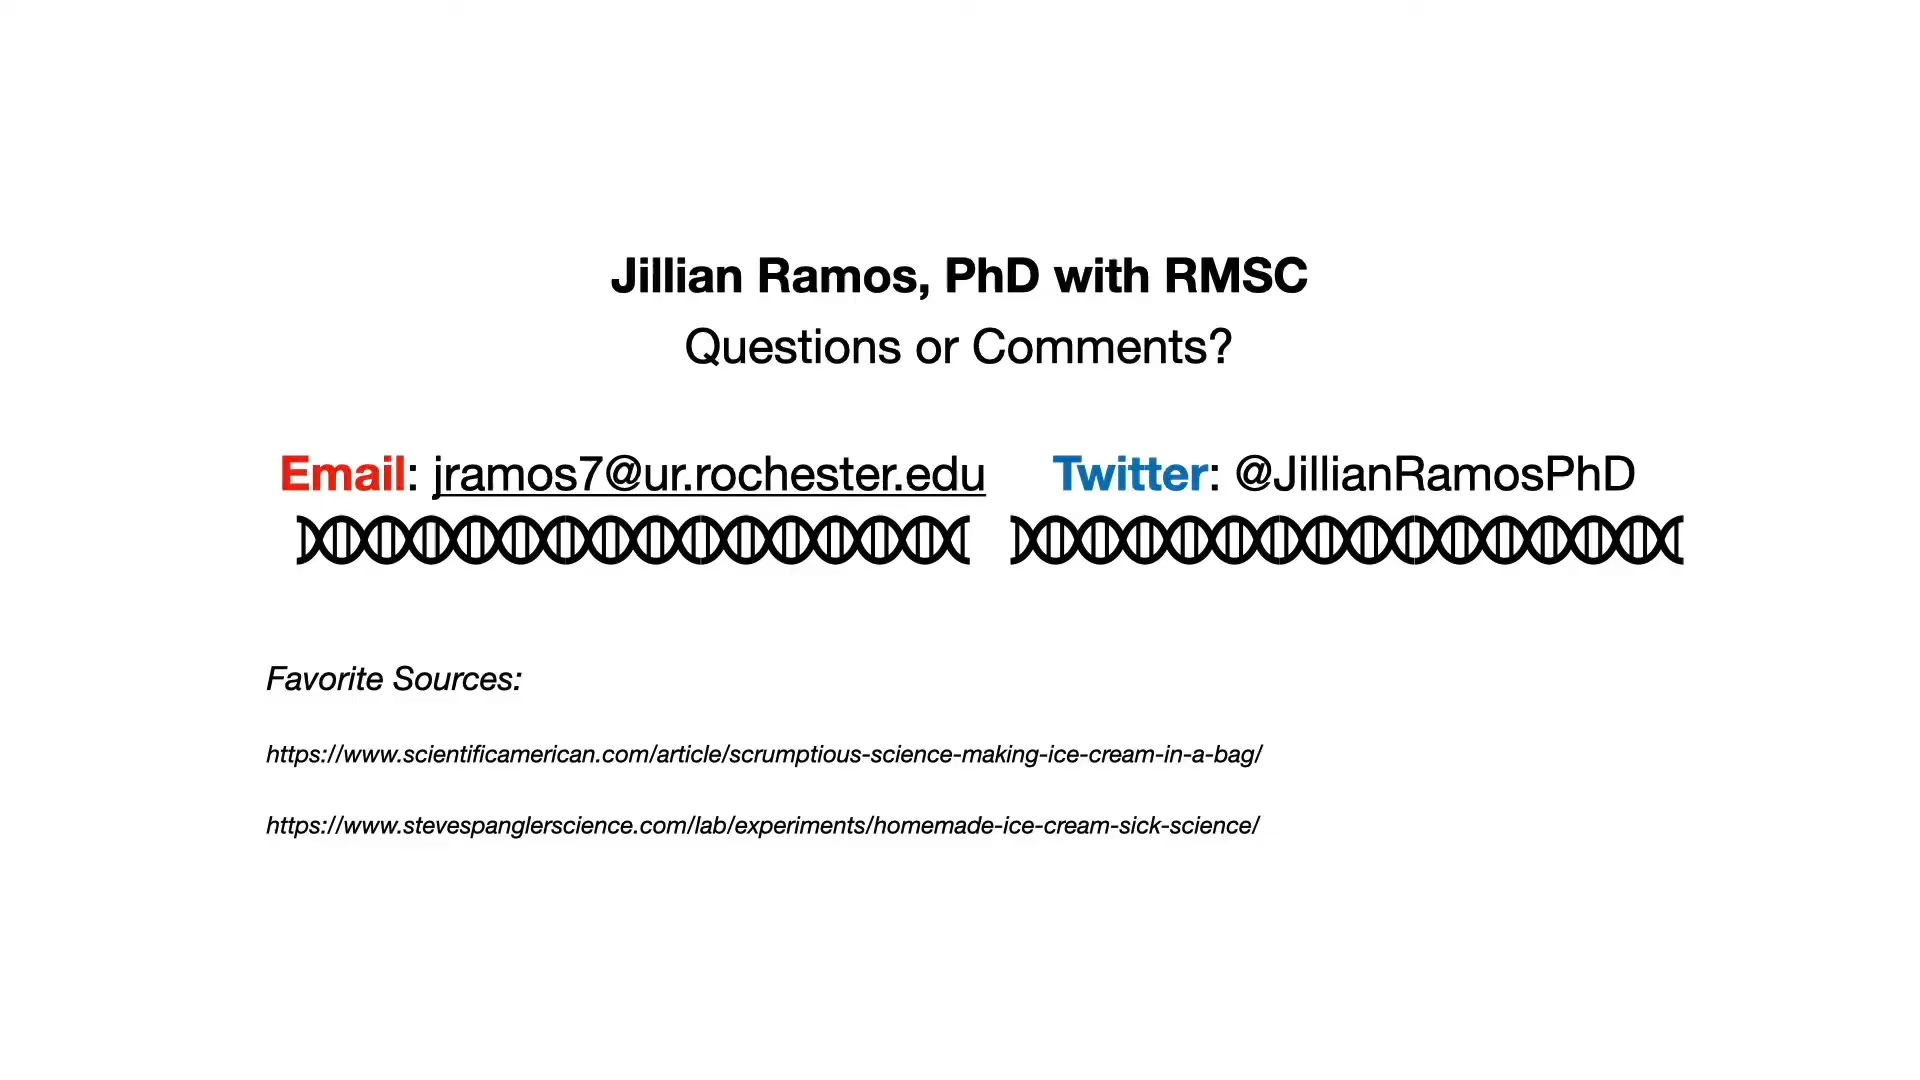 Jillian Ramos, PhD with RMSC
Questions or Comments?
Email: jramos7@ur.rochester.edu
Twitter: @JillianRamosPhD
Favorite Sources:
https://www.scientificamerican.com/article/scrumptious-science-making-ice-cream-in-a-bag/
https://www.stevespanglerscience.com/lab/experiments/homemade-ice-cream-sick-science/